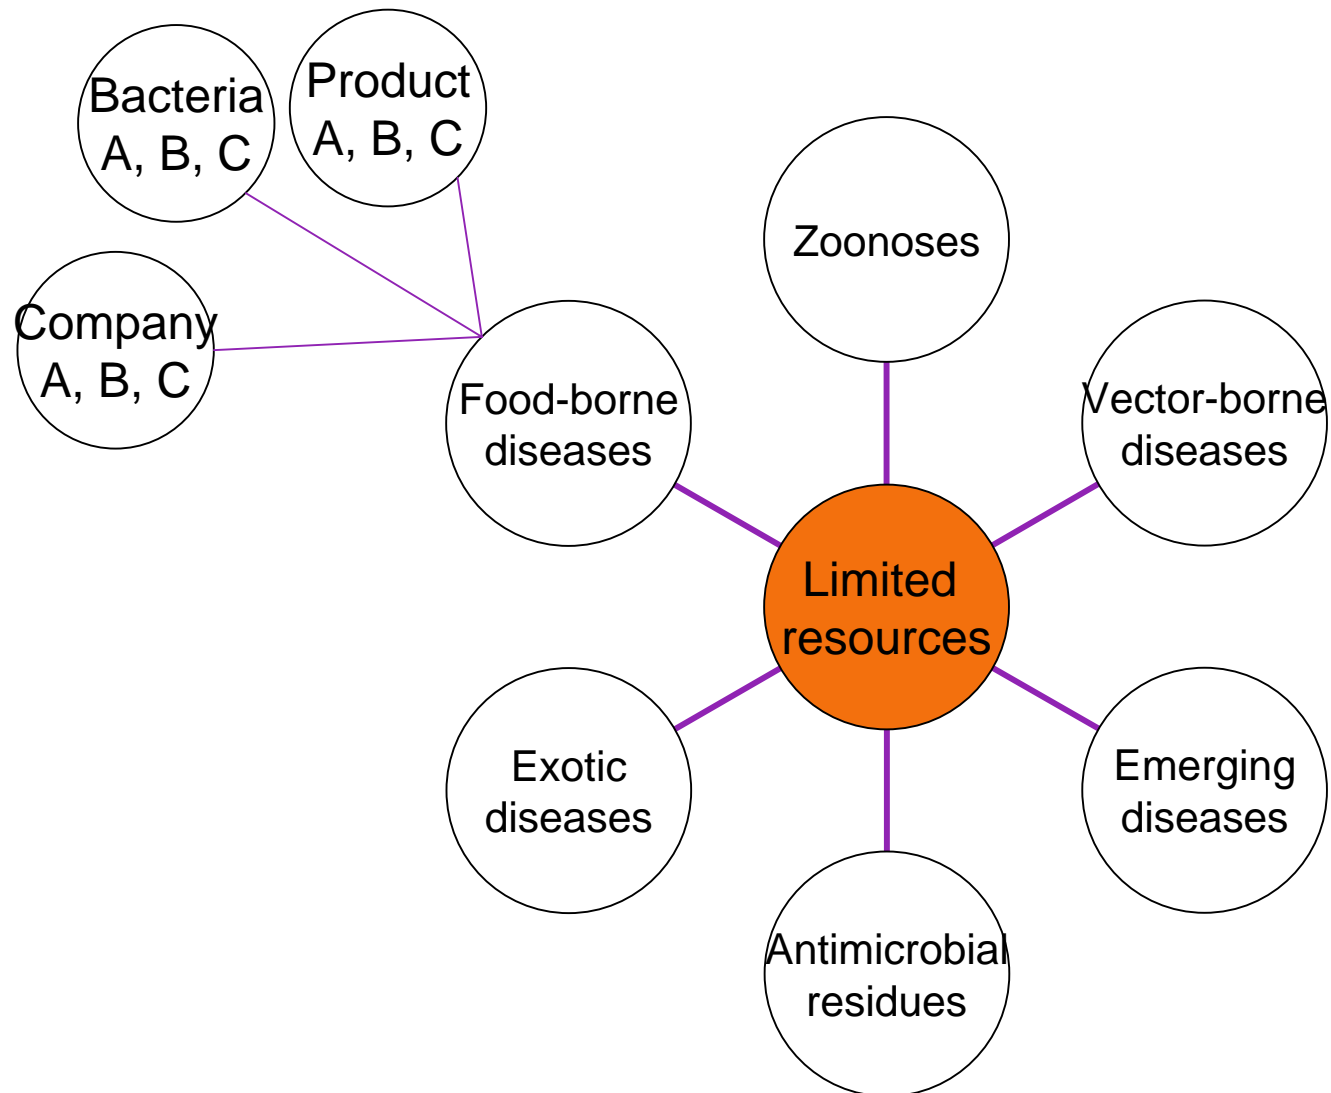 Bacteria
A, B, C
Product
A, B, C
Company
A, B, C
Zoonoses
Food-borne
diseases
Vector-borne
diseases
Limited
resources
Exotic
diseases
Emerging
diseases
Antimicrobial
residues